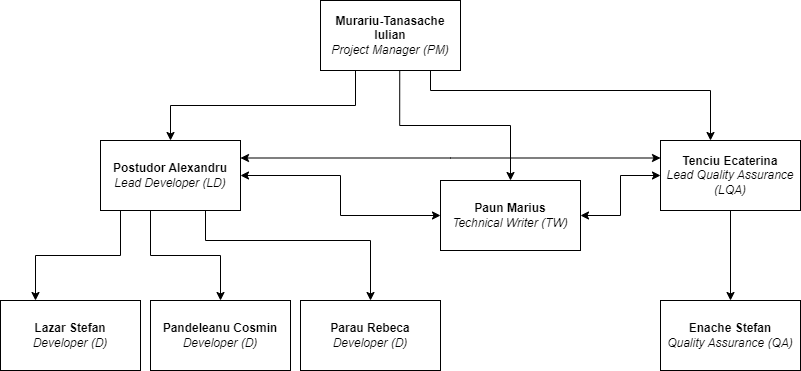 Murariu-Tanasache
Iulian
Project Manager (PM)
Postudor Alexandru
Lead Developer (LD)
Tenciu Ecaterina
Lead Quality Assurance
(LQA)
Paun Marius
Technical Writer (TW)
Lazar Stefan
Developer (D)
Pandeleanu Cosmin
Developer (D)
Parau Rebeca
Developer (D)
Enache Stefan
Quality Assurance (QA)